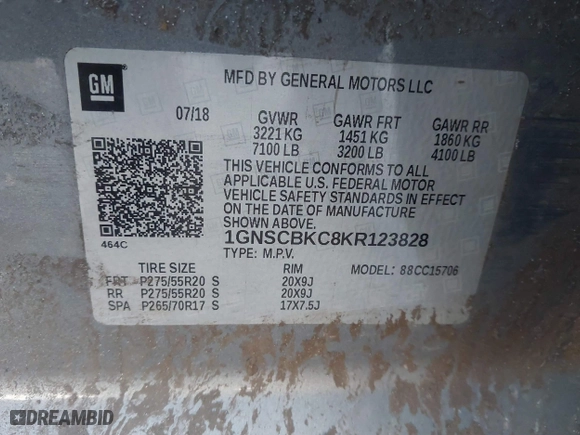 GM
MFD BY GENERAL MOTORS LLC
07/18 GVWR GAWR FRT GAWR RR
3221 KG 1451 KG 1860 KG
7100 LB 3200 LB 4100 LB
THIS VEHICLE CONFORMS TO ALL
APPLICABLE U.S. FEDERAL MOTOR
VEHICLE SAFETY STANDARDS IN EFFECT
ON THE DATE OF MANUFACTURE
SHOWN ABOVE.
464C
1GNSCBKC8KR123828
TYPE: M.P.V.
TIRE SIZE RIM MODEL: 88CC15706
FRT P275/55R20 S 20X9J
RR P275/55R20 S 20X9J
SPA P265/70R17 S 17X7.5J
DREAMBID